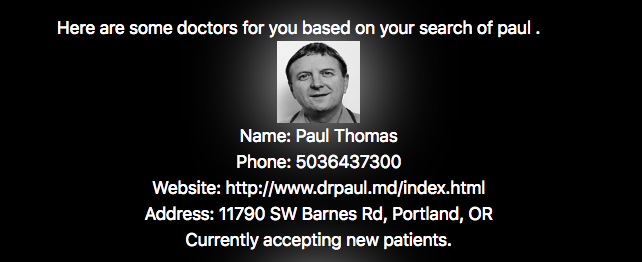 Here are some doctors for you based on your search of paul .
Name: Paul Thomas
Phone: 5036437300
Website: http://www.drpaul.md/index.html
Address: 11790 SW Barnes Rd, Portland, OR
Currently accepting new patients.